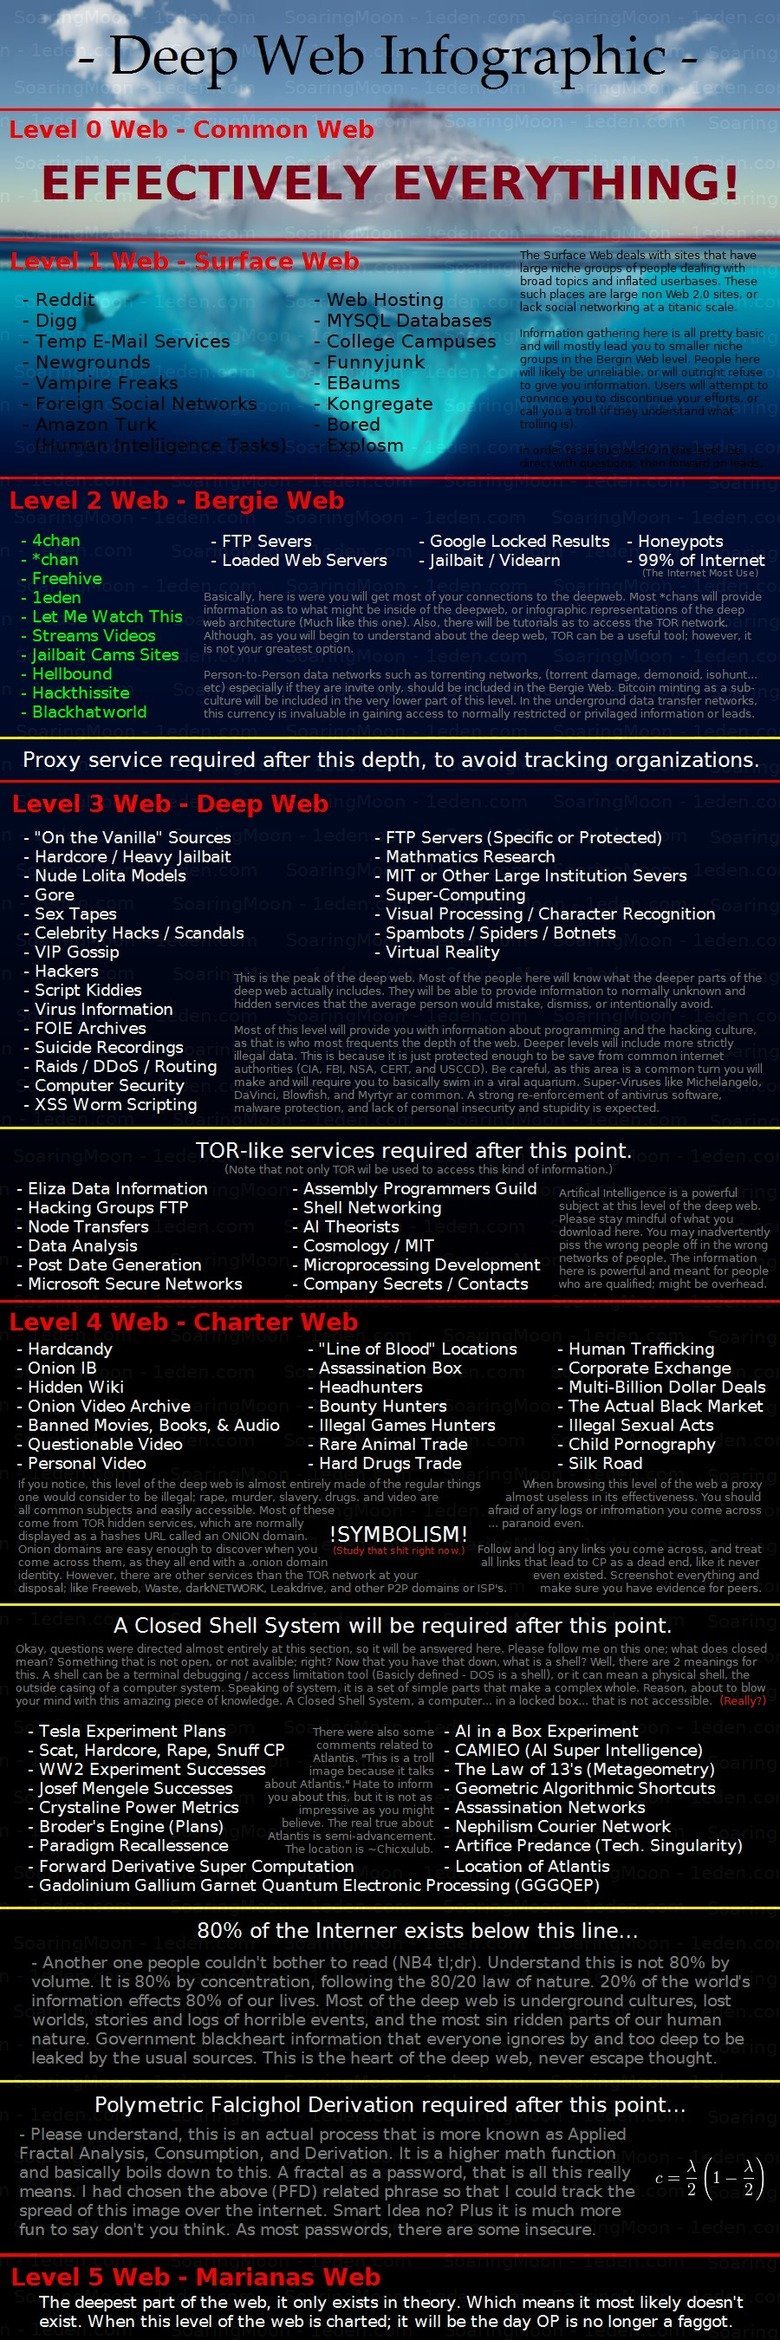 - Deep Web Infographic -
Level 0 Web - Common Web
EFFECTIVELY EVERYTHING!
Level 1 Web - Surface Web
- Reddit
- Digg
- Temp E-Mail Services
- Newgrounds
- Vampire Freaks
- Foreign Social Networks
- Amazon Turk
(Human Intelligence Tasks)
- Web Hosting
- MYSQL Databases
- College Campuses
- Funnyjunk
- EBaums
- Kongregate
- Bored
- Explosm
The Surface Web deals with sites that have
large niche groups of people dealing with
broad topics and inflated userbases. These
such places are large non Web 2.0 sites, or
lack social networking at a titanic scale.
Information gathering here is all pretty basic
and will mostly lead you to smaller niche
groups in the Bergin Web level. People here
will likely be unreliable, or will outright refuse
to give you information. Users will attempt to
convince you to discontinue your efforts, or
call you a troll (if they understand what
trolling is).
In order to be successful in this level, be
direct with questions, then forward on leads.
Level 2 Web - Bergie Web
- 4chan
- *chan
- Freehive
- 1eden
- Let Me Watch This
- Streams Videos
- Jailbait Cams Sites
- Hellbound
- Hackthissite
- Blackhatworld
- FTP Severs
- Loaded Web Servers
- Google Locked Results
- Jailbait / Videarn
- Honeypots
- 99% of Internet
(The Internet Most Use)
Basically, here is were you will get most of your connections to the deepweb. Most *chans will provide
information as to what might be inside of the deepweb, or infographic representations of the deep
web architecture (Much like this one). Also, there will be tutorials as to access the TOR network.
Although, as you will begin to understand about the deep web, TOR can be a useful tool; however, it
is not your greatest option.
Person-to-Person data networks such as torrenting networks, (torrent damage, demonoid, isohunt...
etc) especially if they are invite only, should be included in the Bergie Web. Bitcoin minting as a sub-
culture will be included in the very lower part of this level. In the underground data transfer networks,
this currency is invaluable in gaining access to normally restricted or privilaged information or leads.
Proxy service required after this depth, to avoid tracking organizations.
Level 3 Web - Deep Web
- "On the Vanilla" Sources
- Hardcore / Heavy Jailbait
- Nude Lolita Models
- Gore
- Sex Tapes
- Celebrity Hacks / Scandals
- VIP Gossip
- Hackers
- Script Kiddies
- Virus Information
- FOIE Archives
- Suicide Recordings
- Raids / DDoS / Routing
- Computer Security
- XSS Worm Scripting
- FTP Servers (Specific or Protected)
- Mathmatics Research
- MIT or Other Large Institution Severs
- Super-Computing
- Visual Processing / Character Recognition
- Spambots / Spiders / Botnets
- Virtual Reality
This is the peak of the deep web. Most of the people here will know what the deeper parts of the
deep web actually includes. They will be able to provide information to normally unknown and
hidden services that the average person would mistake, dismiss, or intentionally avoid.
Most of this level will provide you with information about programming and the hacking culture,
as that is who most frequents the depth of the web. Deeper levels will include more strictly
illegal data. This is because it is just protected enough to be save from common internet
authorities (CIA, FBI, NSA, CERT, and USCCD). Be careful, as this area is a common turn you will
make and will require you to basically swim in a viral aquarium. Super-Viruses like Michelangelo,
DaVinci, Blowfish, and Myrtyr ar common. A strong re-enforcement of antivirus software,
malware protection, and lack of personal insecurity and stupidity is expected.
TOR-like services required after this point.
(Note that not only TOR wil be used to access this kind of information.)
- Eliza Data Information
- Hacking Groups FTP
- Node Transfers
- Data Analysis
- Post Date Generation
- Microsoft Secure Networks
- Assembly Programmers Guild
- Shell Networking
- AI Theorists
- Cosmology / MIT
- Microprocessing Development
- Company Secrets / Contacts
Artifical Intelligence is a powerful
subject at this level of the deep web.
Please stay mindful of what you
download here. You may inadvertently
piss the wrong people off in the wrong
networks of people. The information
here is powerful and meant for people
who are qualified; might be overhead.
Level 4 Web - Charter Web
- Hardcandy
- Onion IB
- Hidden Wiki
- Onion Video Archive
- Banned Movies, Books, & Audio
- Questionable Video
- Personal Video
- "Line of Blood" Locations
- Assassination Box
- Headhunters
- Bounty Hunters
- Illegal Games Hunters
- Rare Animal Trade
- Hard Drugs Trade
- Human Trafficking
- Corporate Exchange
- Multi-Billion Dollar Deals
- The Actual Black Market
- Illegal Sexual Acts
- Child Pornography
- Silk Road
If you notice, this level of the deep web is almost entirely made of the regular things
one would consider to be illegal; rape, murder, slavery. drugs. and video are
all common subjects and easily accessible. Most of these
come from TOR hidden services, which are normally
displayed as a hashes URL called an ONION domain.
Onion domains are easy enough to discover when you
come across them, as they all end with a .onion domain
identity. However, there are other services than the TOR network at your
disposal; like Freeweb, Waste, darkNETWORK, Leakdrive, and other P2P domains or ISP's.
!SYMBOLISM!
(Study that shit right now.)
When browsing this level of the web a proxy
almost useless in its effectiveness. You should
afraid of any logs or infromation you come across
... paranoid even.
Follow and log any links you come across, and treat
all links that lead to CP as a dead end, like it never
even existed. Screenshot everything and
make sure you have evidence for peers.
A Closed Shell System will be required after this point.
Okay, questions were directed almost entirely at this section, so it will be answered here. Please follow me on this one; what does closed
mean? Something that is not open, or not avalible; right? Now that you have that down, what is a shell? Well, there are 2 meanings for
this. A shell can be a terminal debugging / access limitation tool (Basicly defined - DOS is a shell), or it can mean a physical shell, the
outside casing of a computer system. Speaking of system, it is a set of simple parts that make a complex whole. Reason, about to blow
your mind with this amazing piece of knowledge. A Closed Shell System, a computer... in a locked box... that is not accessible. (Really?)
- Tesla Experiment Plans
- Scat, Hardcore, Rape, Snuff CP
- WW2 Experiment Successes
- Josef Mengele Successes
- Crystaline Power Metrics
- Broder's Engine (Plans)
- Paradigm Recallessence
- Forward Derivative Super Computation
- Gadolinium Gallium Garnet Quantum Electronic Processing (GGGQEP)
There were also some
comments related to
Atlantis. "This is a troll
image because it talks
about Atlantis." Hate to inform
you about this, but it is not as
impressive as you might
believe. The real true about
Atlantis is semi-advancement.
The location is ~Chicxulub.
- AI in a Box Experiment
- CAMIEO (AI Super Intelligence)
- The Law of 13's (Metageometry)
- Geometric Algorithmic Shortcuts
- Assassination Networks
- Nephilism Courier Network
- Artifice Predance (Tech. Singularity)
- Location of Atlantis
80% of the Interner exists below this line...
- Another one people couldn't bother to read (NB4 tl;dr). Understand this is not 80% by
volume. It is 80% by concentration, following the 80/20 law of nature. 20% of the world's
information effects 80% of our lives. Most of the deep web is underground cultures, lost
worlds, stories and logs of horrible events, and the most sin ridden parts of our human
nature. Government blackheart information that everyone ignores by and too deep to be
leaked by the usual sources. This is the heart of the deep web, never escape thought.
Polymetric Falcighol Derivation required after this point...
- Please understand, this is an actual process that is more known as Applied
Fractal Analysis, Consumption, and Derivation. It is a higher math function
and basically boils down to this. A fractal as a password, that is all this really
means. I had chosen the above (PFD) related phrase so that I could track the
spread of this image over the internet. Smart Idea no? Plus it is much more
fun to say don't you think. As most passwords, there are some insecure.
c = λ/2 (1 − λ/2)
Level 5 Web - Marianas Web
The deepest part of the web, it only exists in theory. Which means it most likely doesn't
exist. When this level of the web is charted; it will be the day OP is no longer a faggot.